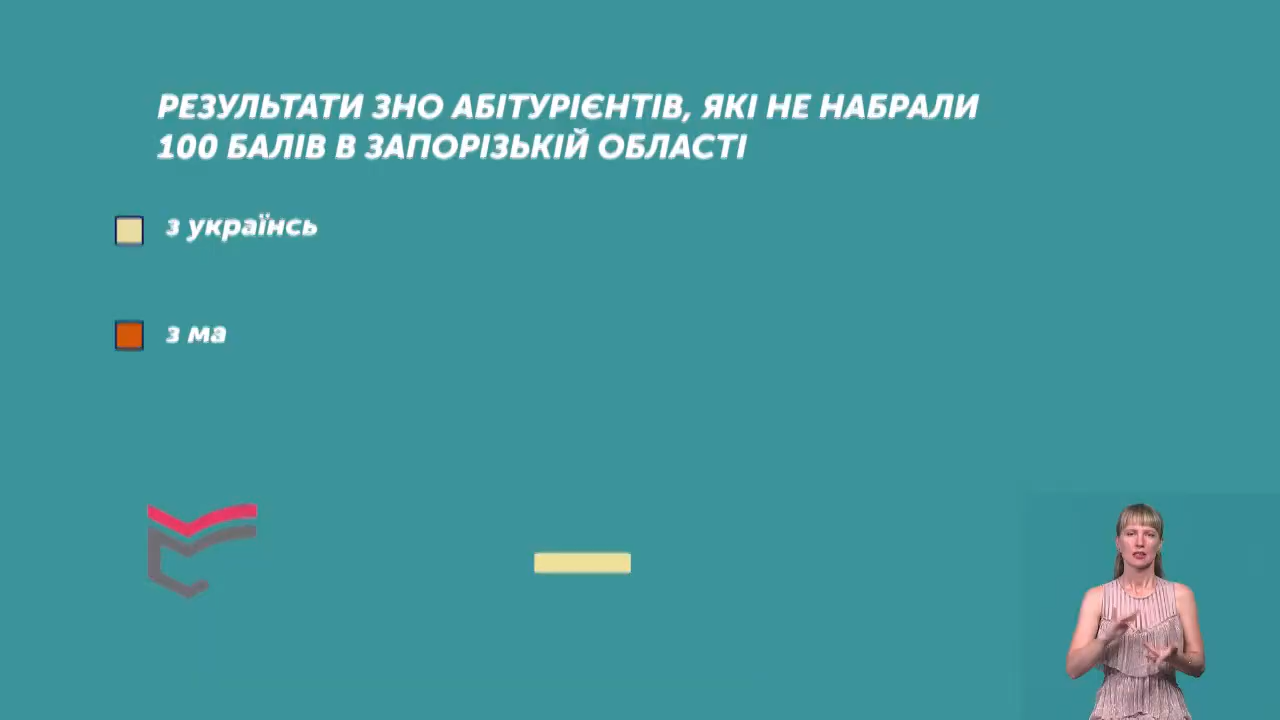 РЕЗУЛЬТАТИ ЗНО АБІТУРІЄНТІВ, ЯКІ НЕ НАБРАЛИ
100 БАЛІВ В ЗАПОРІЗЬКІЙ ОБЛАСТІ
з українсь
з ма